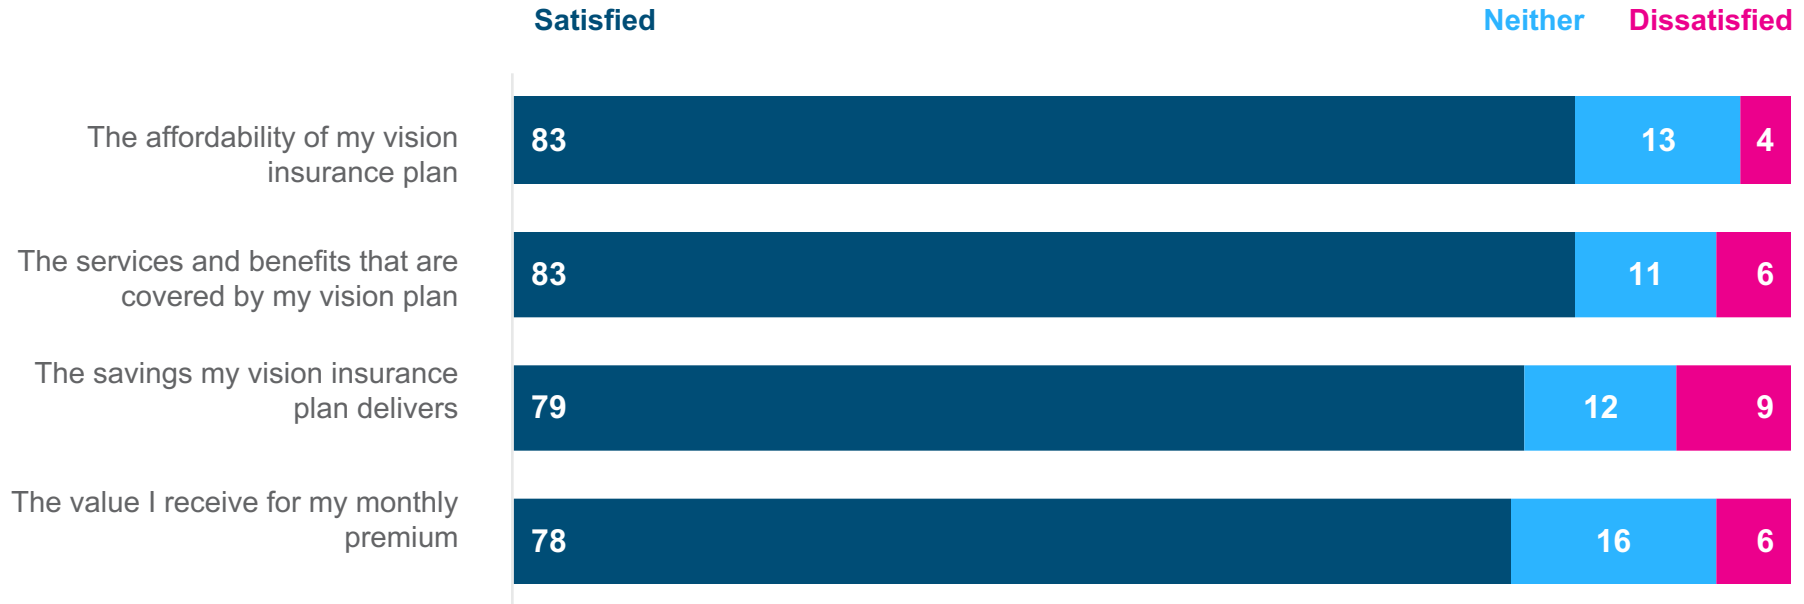 Satisfied Neither Dissatisfied
The affordability of my vision
insurance plan
83 13 4
The services and benefits that are
covered by my vision plan
83 11 6
The savings my vision insurance
plan delivers
79 12 9
The value I receive for my monthly
premium
78 16 6